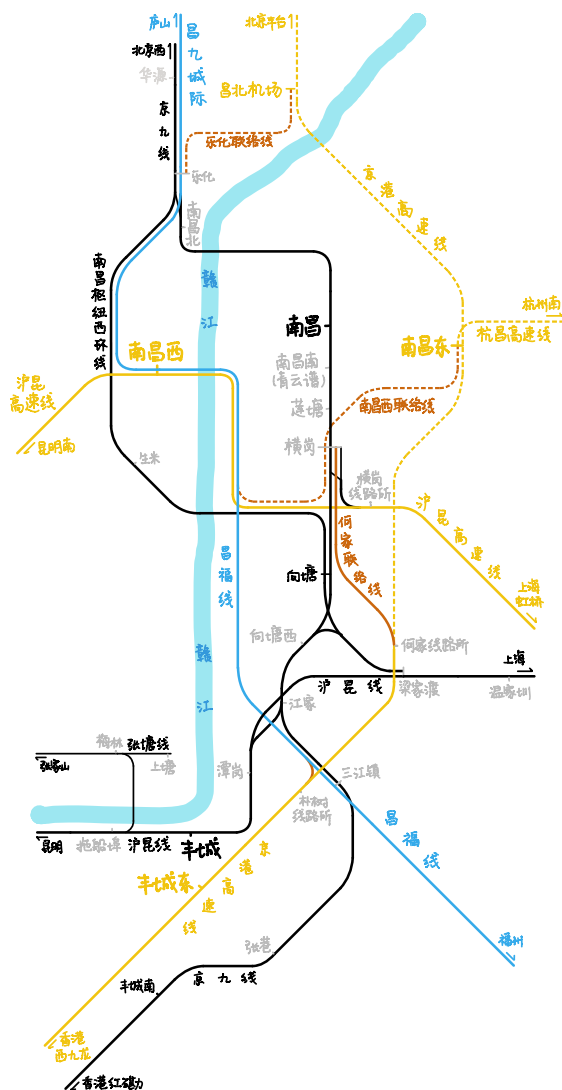 庐山
北京西
华源
昌九城际
京九线
北京丰台
昌北机场
乐化联络线
乐化
南昌北
京港高速线
南昌枢纽西环线
赣江
南昌
杭州南
杭昌高速线
南昌东
南昌西
南昌南
(青云谱)
沪昆
高速线
莲塘
南昌西联络线
昆明南
横岗
生米
横岗
线路所
沪昆高速线
何家联络线
昌福线
向塘
上海
虹桥
向塘西
何家线路所
赣江
上海
沪昆线
梁家渡
温家圳
江家
梅林
张塘线
张家山
上塘
潭岗
三江镇
朴树
线路所
昆明
拖船埠
沪昆线
丰城
昌福线
丰城东
京港高速线
福州
张巷
丰城南
京九线
香港
西九龙
香港红磡